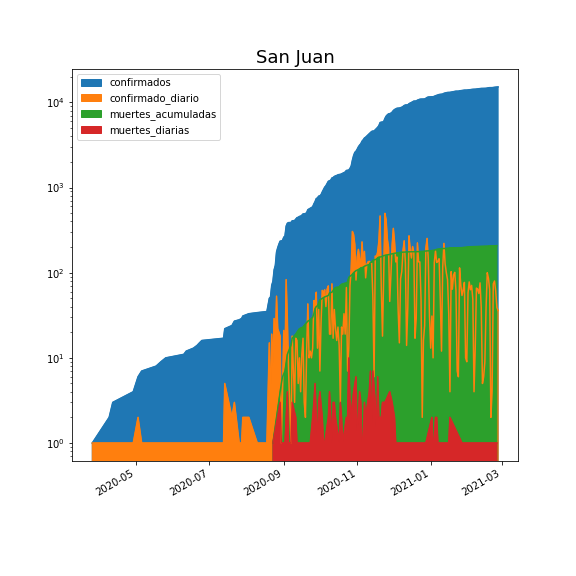 San Juan
confirmados
confirmado_diario
muertes_acumuladas
muertes_diarias
10⁴
10³
10²
10¹
10⁰
2020-05
2020-07
2020-09
2020-11
2021-01
2021-03